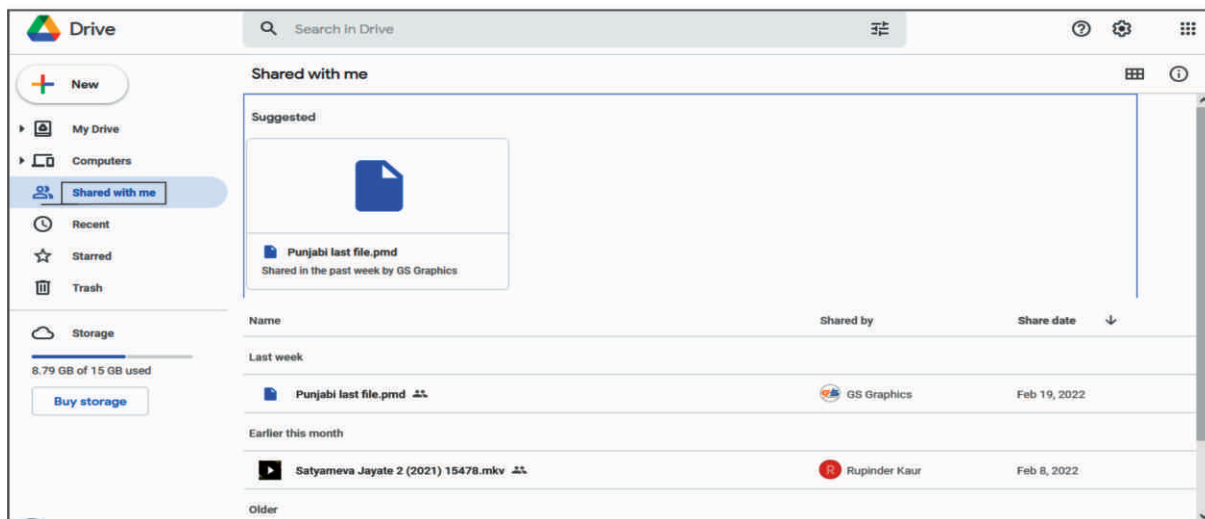 Drive
Search in Drive
New
My Drive
Computers
Shared with me
Recent
Starred
Trash
Storage
8.79 GB of 15 GB used
Buy storage
Shared with me
Suggested
Punjabi last file.pmd
Shared in the past week by GS Graphics
Name Shared by Share date
Last week
Punjabi last file.pmd GS Graphics Feb 19, 2022
Earlier this month
Satyameva Jayate 2 (2021) 15478.mkv R Rupinder Kaur Feb 8, 2022
Older